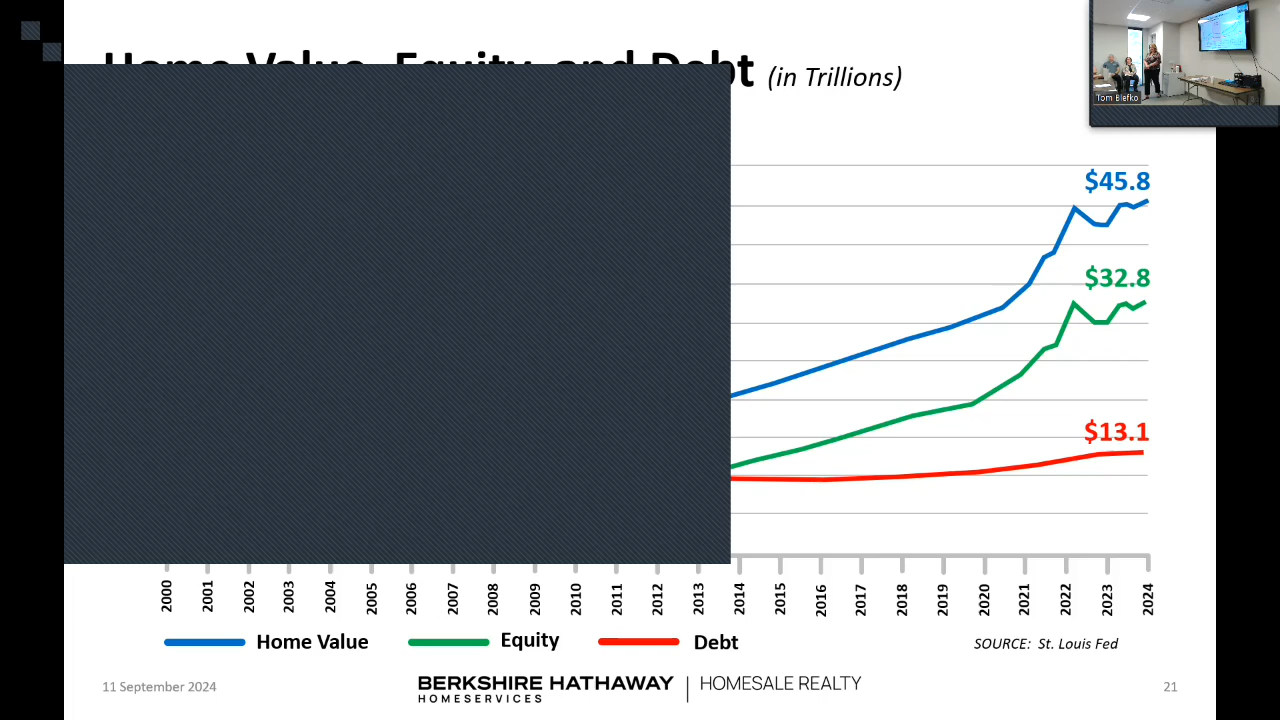 Home Value, Equity, and Debt (in Trillions)
Tom Blefko
$45.8
$32.8
$13.1
2000 2001 2002 2003 2004 2005 2006 2007 2008 2009 2010 2011 2012 2013 2014 2015 2016 2017 2018 2019 2020 2021 2022 2023 2024
Home Value Equity Debt
SOURCE: St. Louis Fed
11 September 2024
BERKSHIRE HATHAWAY
HOMESERVICES
HOMESALE REALTY
21